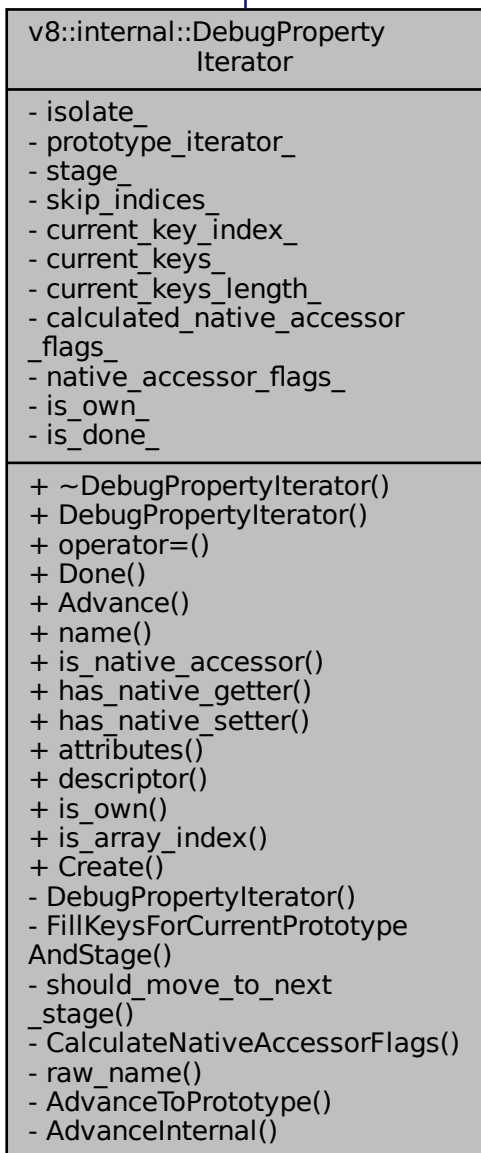 v8::internal::DebugProperty
Iterator
- isolate_
- prototype_iterator_
- stage_
- skip_indices_
- current_key_index_
- current_keys_
- current_keys_length_
- calculated_native_accessor
_flags_
- native_accessor_flags_
- is_own_
- is_done_
+ ~DebugPropertyIterator()
+ DebugPropertyIterator()
+ operator=()
+ Done()
+ Advance()
+ name()
+ is_native_accessor()
+ has_native_getter()
+ has_native_setter()
+ attributes()
+ descriptor()
+ is_own()
+ is_array_index()
+ Create()
- DebugPropertyIterator()
- FillKeysForCurrentPrototype
AndStage()
- should_move_to_next
_stage()
- CalculateNativeAccessorFlags()
- raw_name()
- AdvanceToPrototype()
- AdvanceInternal()